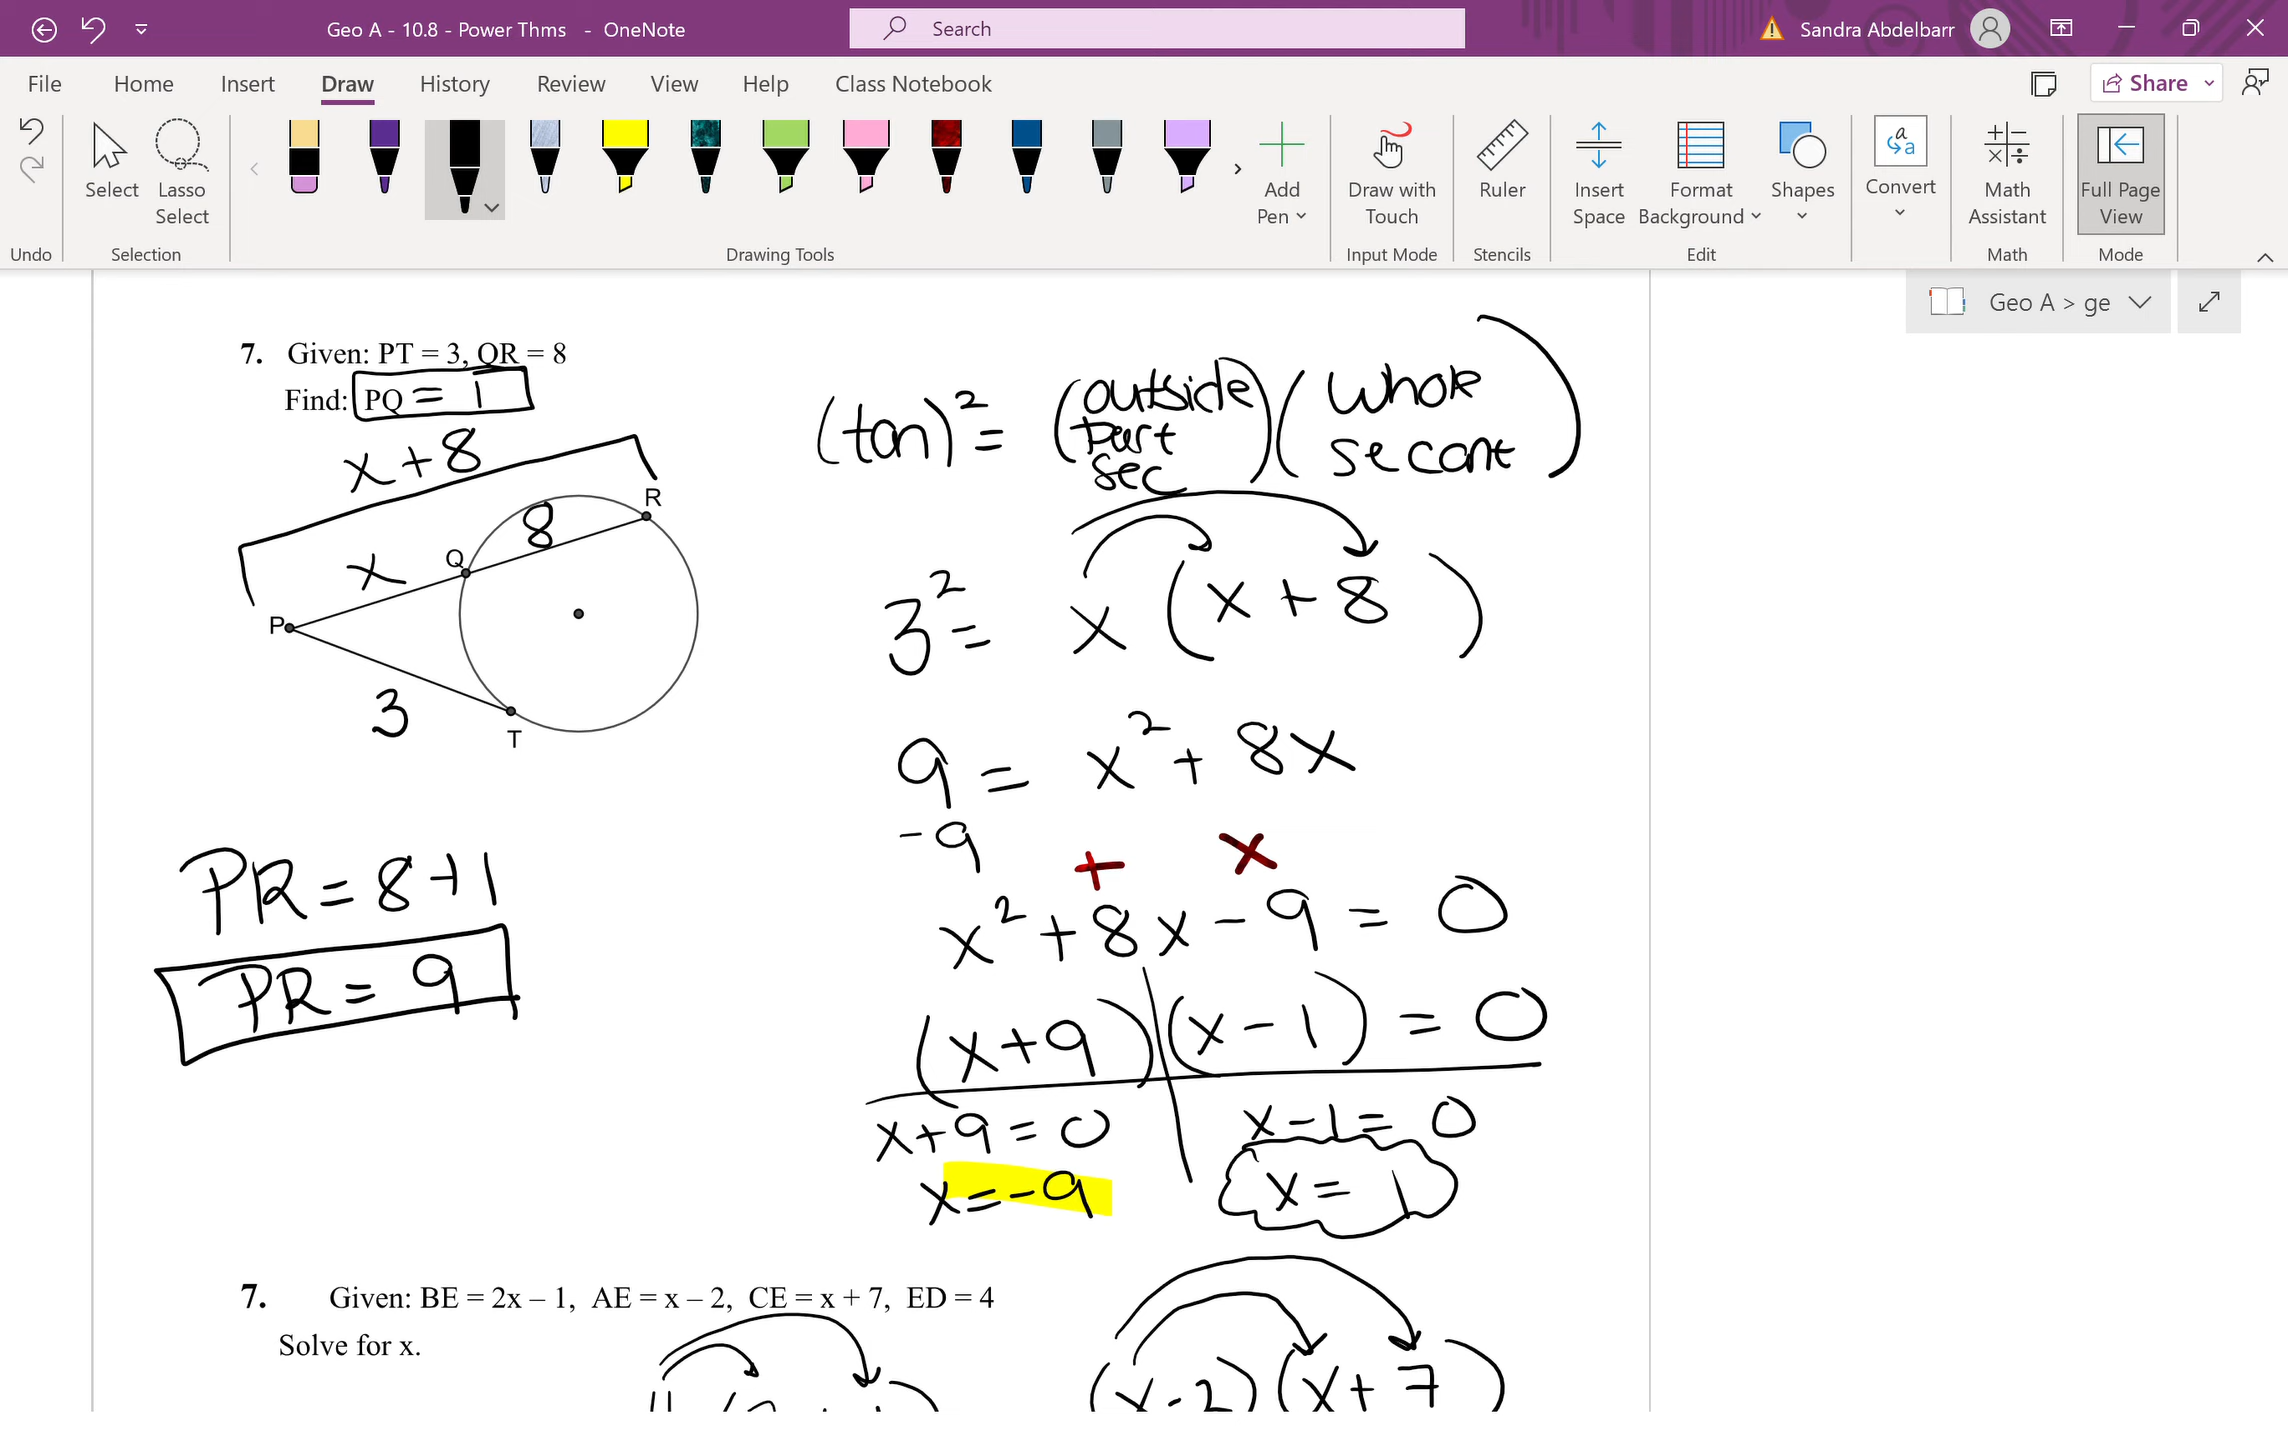 Geo A - 10.8 - Power Thms - OneNote
Search
Sandra Abdelbarr
File Home Insert Draw History Review View Help Class Notebook
Share
Select
Lasso Select
Add Pen
Draw with Touch
Ruler
Insert Space
Format Background
Shapes
Convert
Math Assistant
Full Page View
Undo
Selection
Drawing Tools
Input Mode
Stencils
Edit
Math
Mode
Geo A > ge
7. Given: PT = 3, QR = 8
Find: PQ = 1
x + 8
R
8
Q
x
P
3
T
PR = 8 + 1
PR = 9
(tan)² = (outside part sec)(whole secant)
3² = x (x + 8)
9 = x² + 8x
-9
+ x
x² + 8x - 9 = 0
(x + 9) (x - 1) = 0
x + 9 = 0
x - 1 = 0
x = -9
x = 1
7. Given: BE = 2x – 1, AE = x – 2, CE = x + 7, ED = 4
Solve for x.
(x - 2)(x + 7)